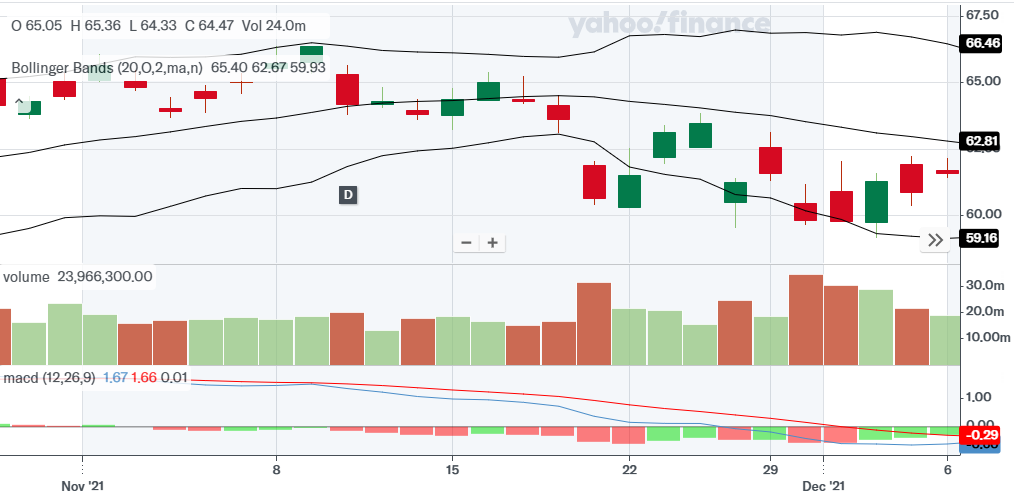 yahoo!finance
O 65.05 H 65.36 L 64.33 C 64.47 Vol 24.0m
67.50
66.46
Bollinger Bands (20,O,2,ma,n) 65.40 62.67 59.93
65.00
62.81
D
60.00
59.16
volume 23,966,300.00
30.0m
20.0m
10.00m
macd (12,26,9) 1.67 1.66 0.01
1.00
0.00
-0.29
8 15 22 29 6
Nov '21 Dec '21